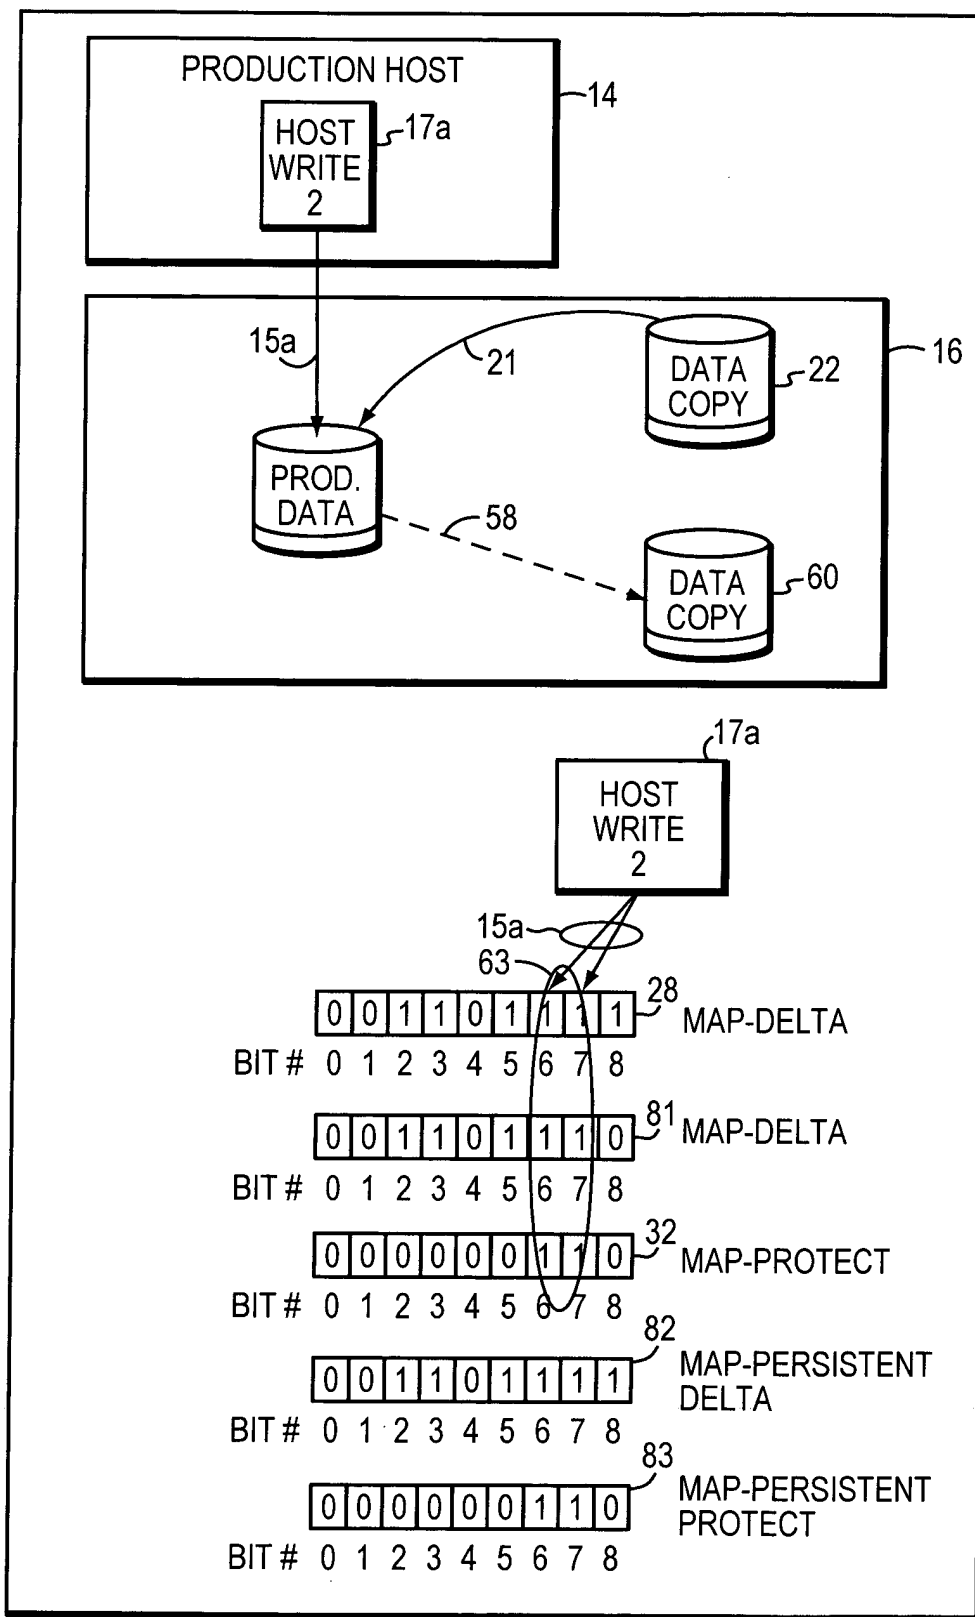 PRODUCTION HOST
14
HOST
WRITE
2
17a
15a
21
DATA
COPY
22
16
PROD.
DATA
58
DATA
COPY
60
17a
HOST
WRITE
2
15a
63
0 0 1 1 0 1 1 1 1 28 MAP-DELTA
BIT # 0 1 2 3 4 5 6 7 8
0 0 1 1 0 1 1 1 0 81 MAP-DELTA
BIT # 0 1 2 3 4 5 6 7 8
0 0 0 0 0 0 1 1 0 32 MAP-PROTECT
BIT # 0 1 2 3 4 5 6 7 8
82
0 0 1 1 0 1 1 1 1 MAP-PERSISTENT
DELTA
BIT # 0 1 2 3 4 5 6 7 8
83
0 0 0 0 0 0 1 1 0 MAP-PERSISTENT
PROTECT
BIT # 0 1 2 3 4 5 6 7 8